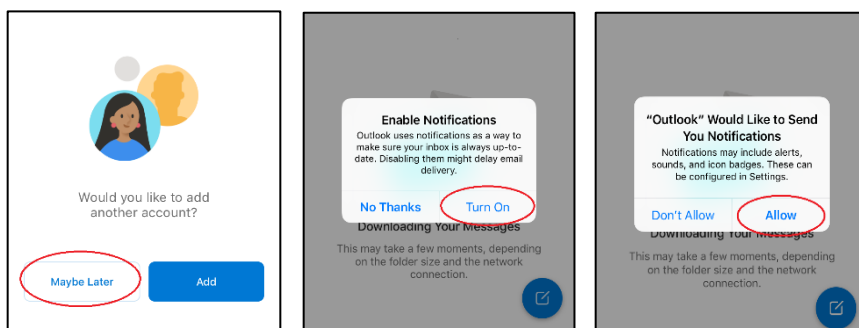 Would you like to add
another account?
Maybe Later
Add
Enable Notifications
Outlook uses notifications as a way to
make sure your inbox is always up-to-
date. Disabling them might delay email
delivery.
No Thanks
Turn On
Downloading Your Messages
This may take a few moments, depending
on the folder size and the network
connection.
“Outlook” Would Like to Send
You Notifications
Notifications may include alerts,
sounds, and icon badges. These can
be configured in Settings.
Don't Allow
Allow
Downloading Your Messages
This may take a few moments, depending
on the folder size and the network
connection.